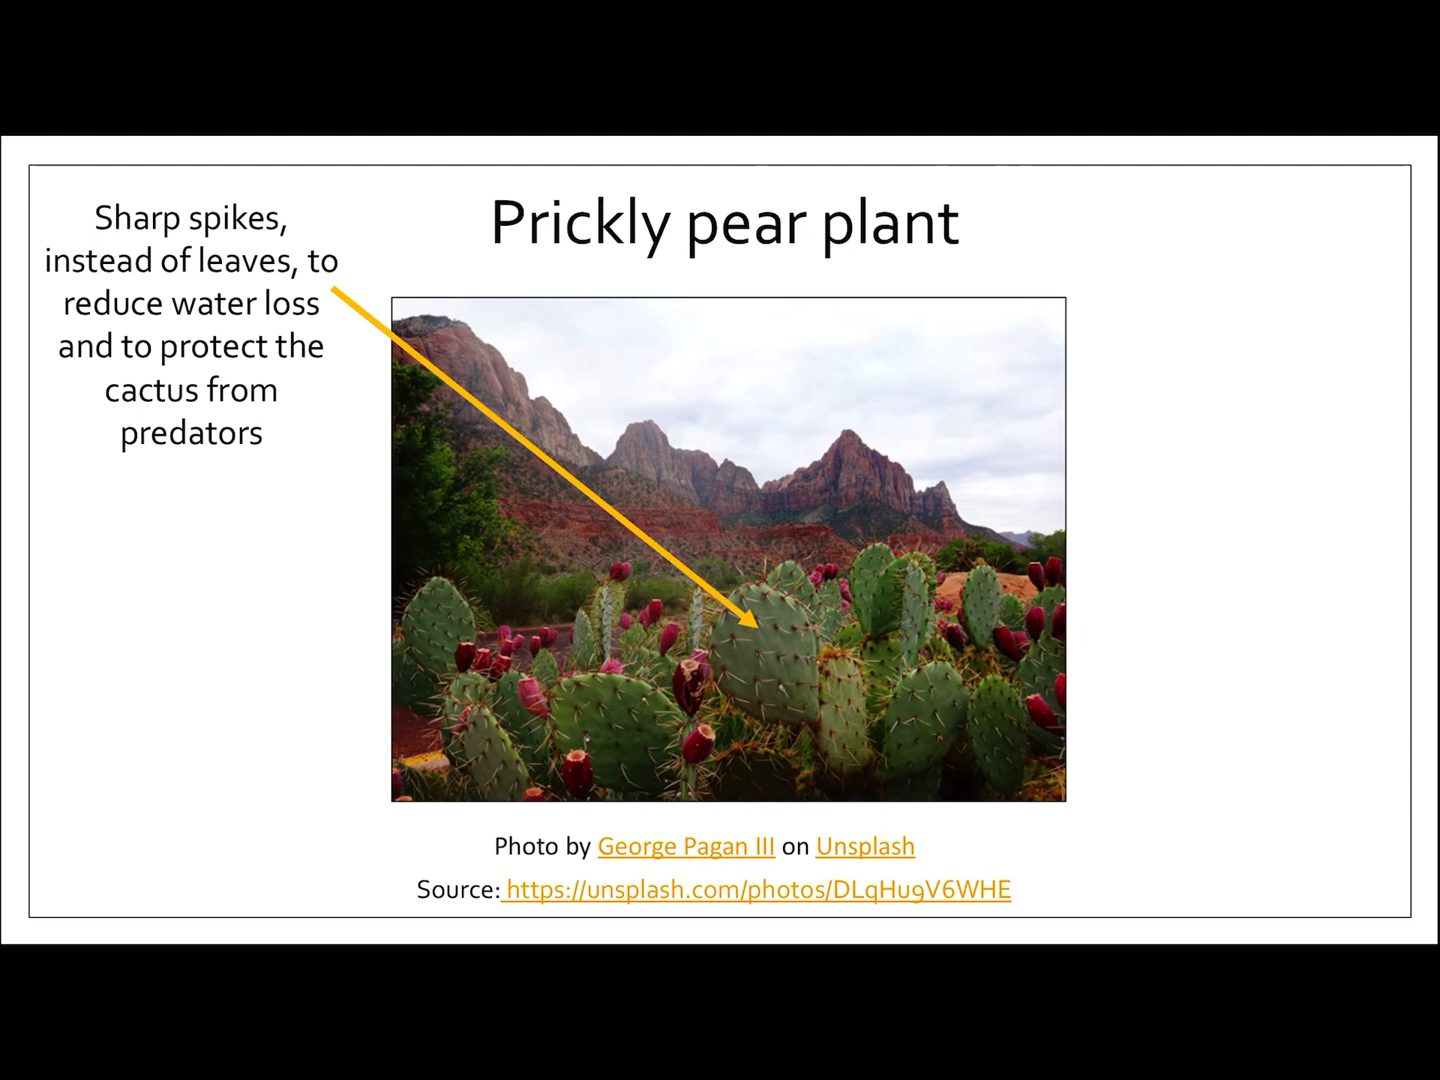 Prickly pear plant
Sharp spikes,
instead of leaves, to
reduce water loss
and to protect the
cactus from
predators
Photo by George Pagan III on Unsplash
Source: https://unsplash.com/photos/DLqHu9V6WHE